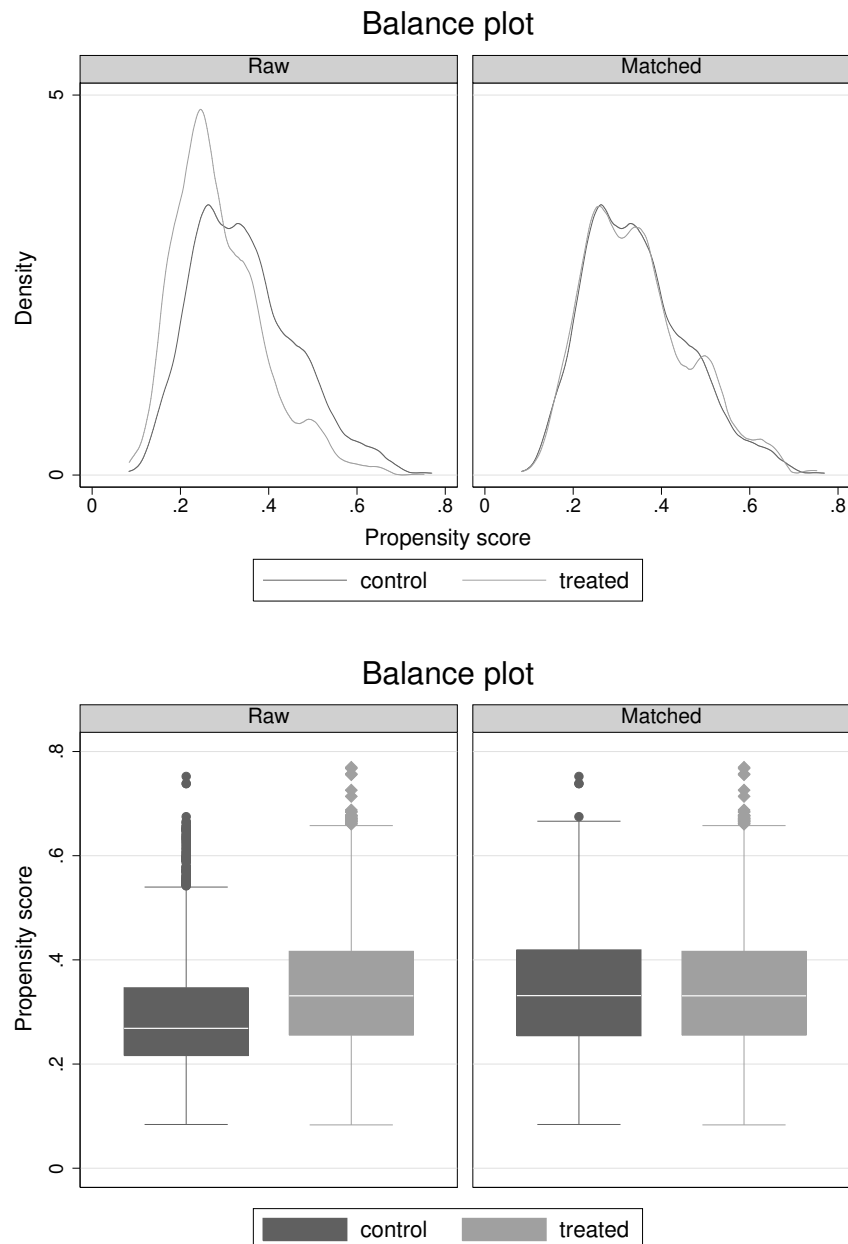 Balance plot
Raw Matched
5
0
Density
0 .2 .4 .6 .8 0 .2 .4 .6 .8
Propensity score
control treated
Balance plot
Raw Matched
.8
.6
.4
.2
0
Propensity score
control treated